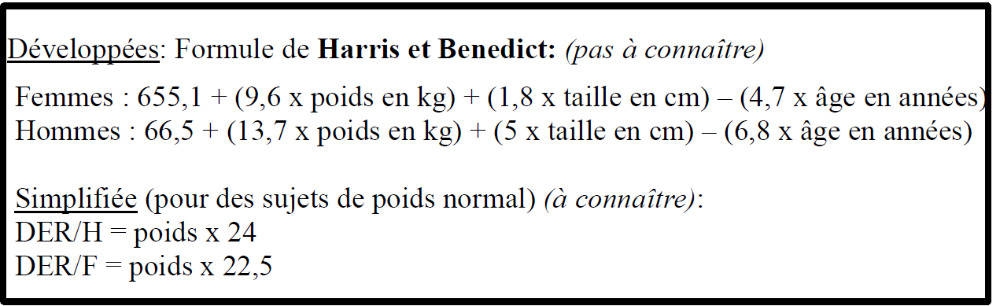 Développées: Formule de Harris et Benedict: (pas à connaître)
Femmes : 655,1 + (9,6 x poids en kg) + (1,8 x taille en cm) – (4,7 x âge en années)
Hommes : 66,5 + (13,7 x poids en kg) + (5 x taille en cm) – (6,8 x âge en années)
Simplifiée (pour des sujets de poids normal) (à connaître):
DER/H = poids x 24
DER/F = poids x 22,5